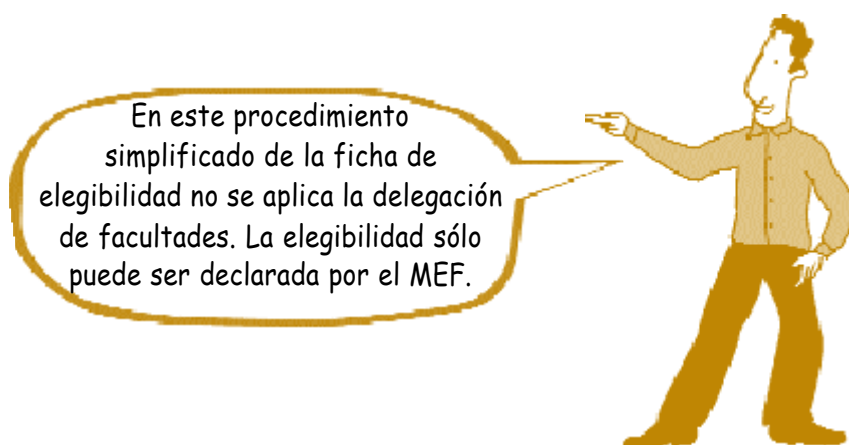 En este procedimiento
simplificado de la ficha de
elegibilidad no se aplica la delegación
de facultades. La elegibilidad sólo
puede ser declarada por el MEF.